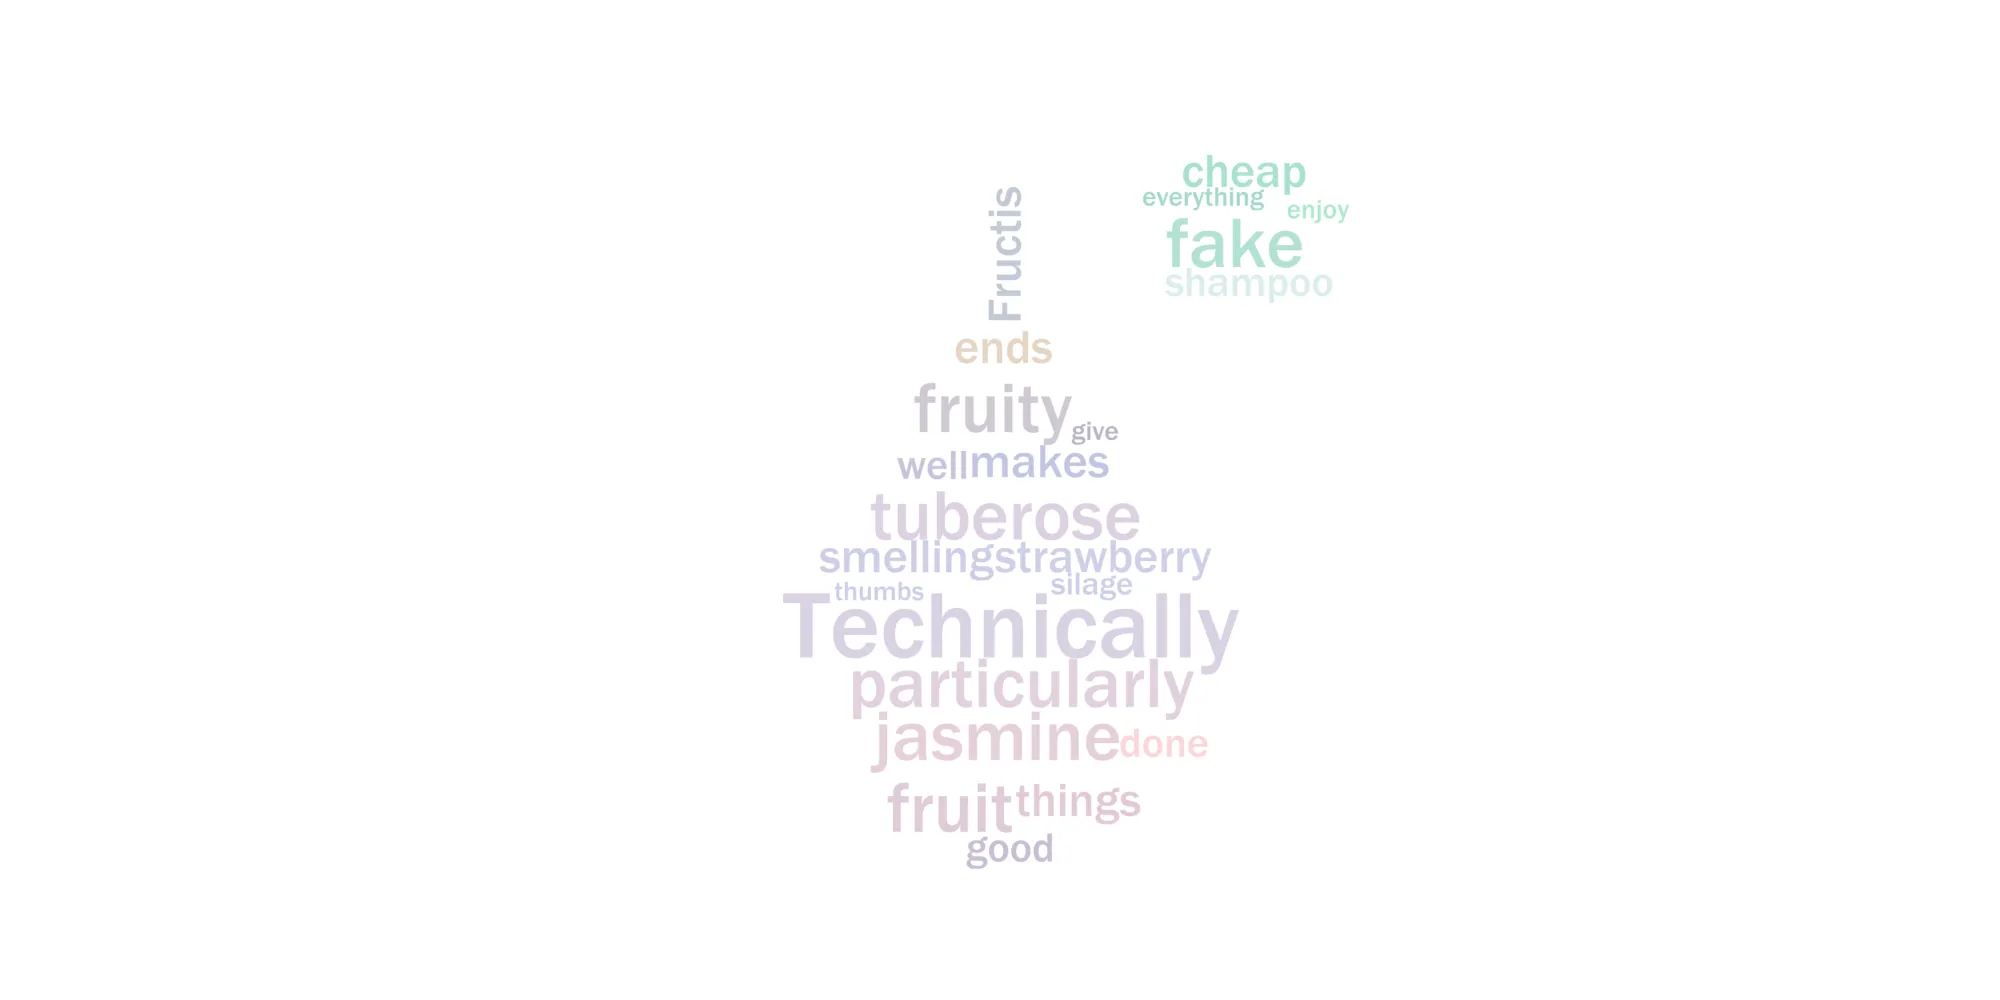 cheap
everything
enjoy
fake
shampoo
Fructis
ends
fruity
give
well makes
tuberose
smelling strawberry
thumbs silage
Technically
particularly
jasmine done
fruit things
good